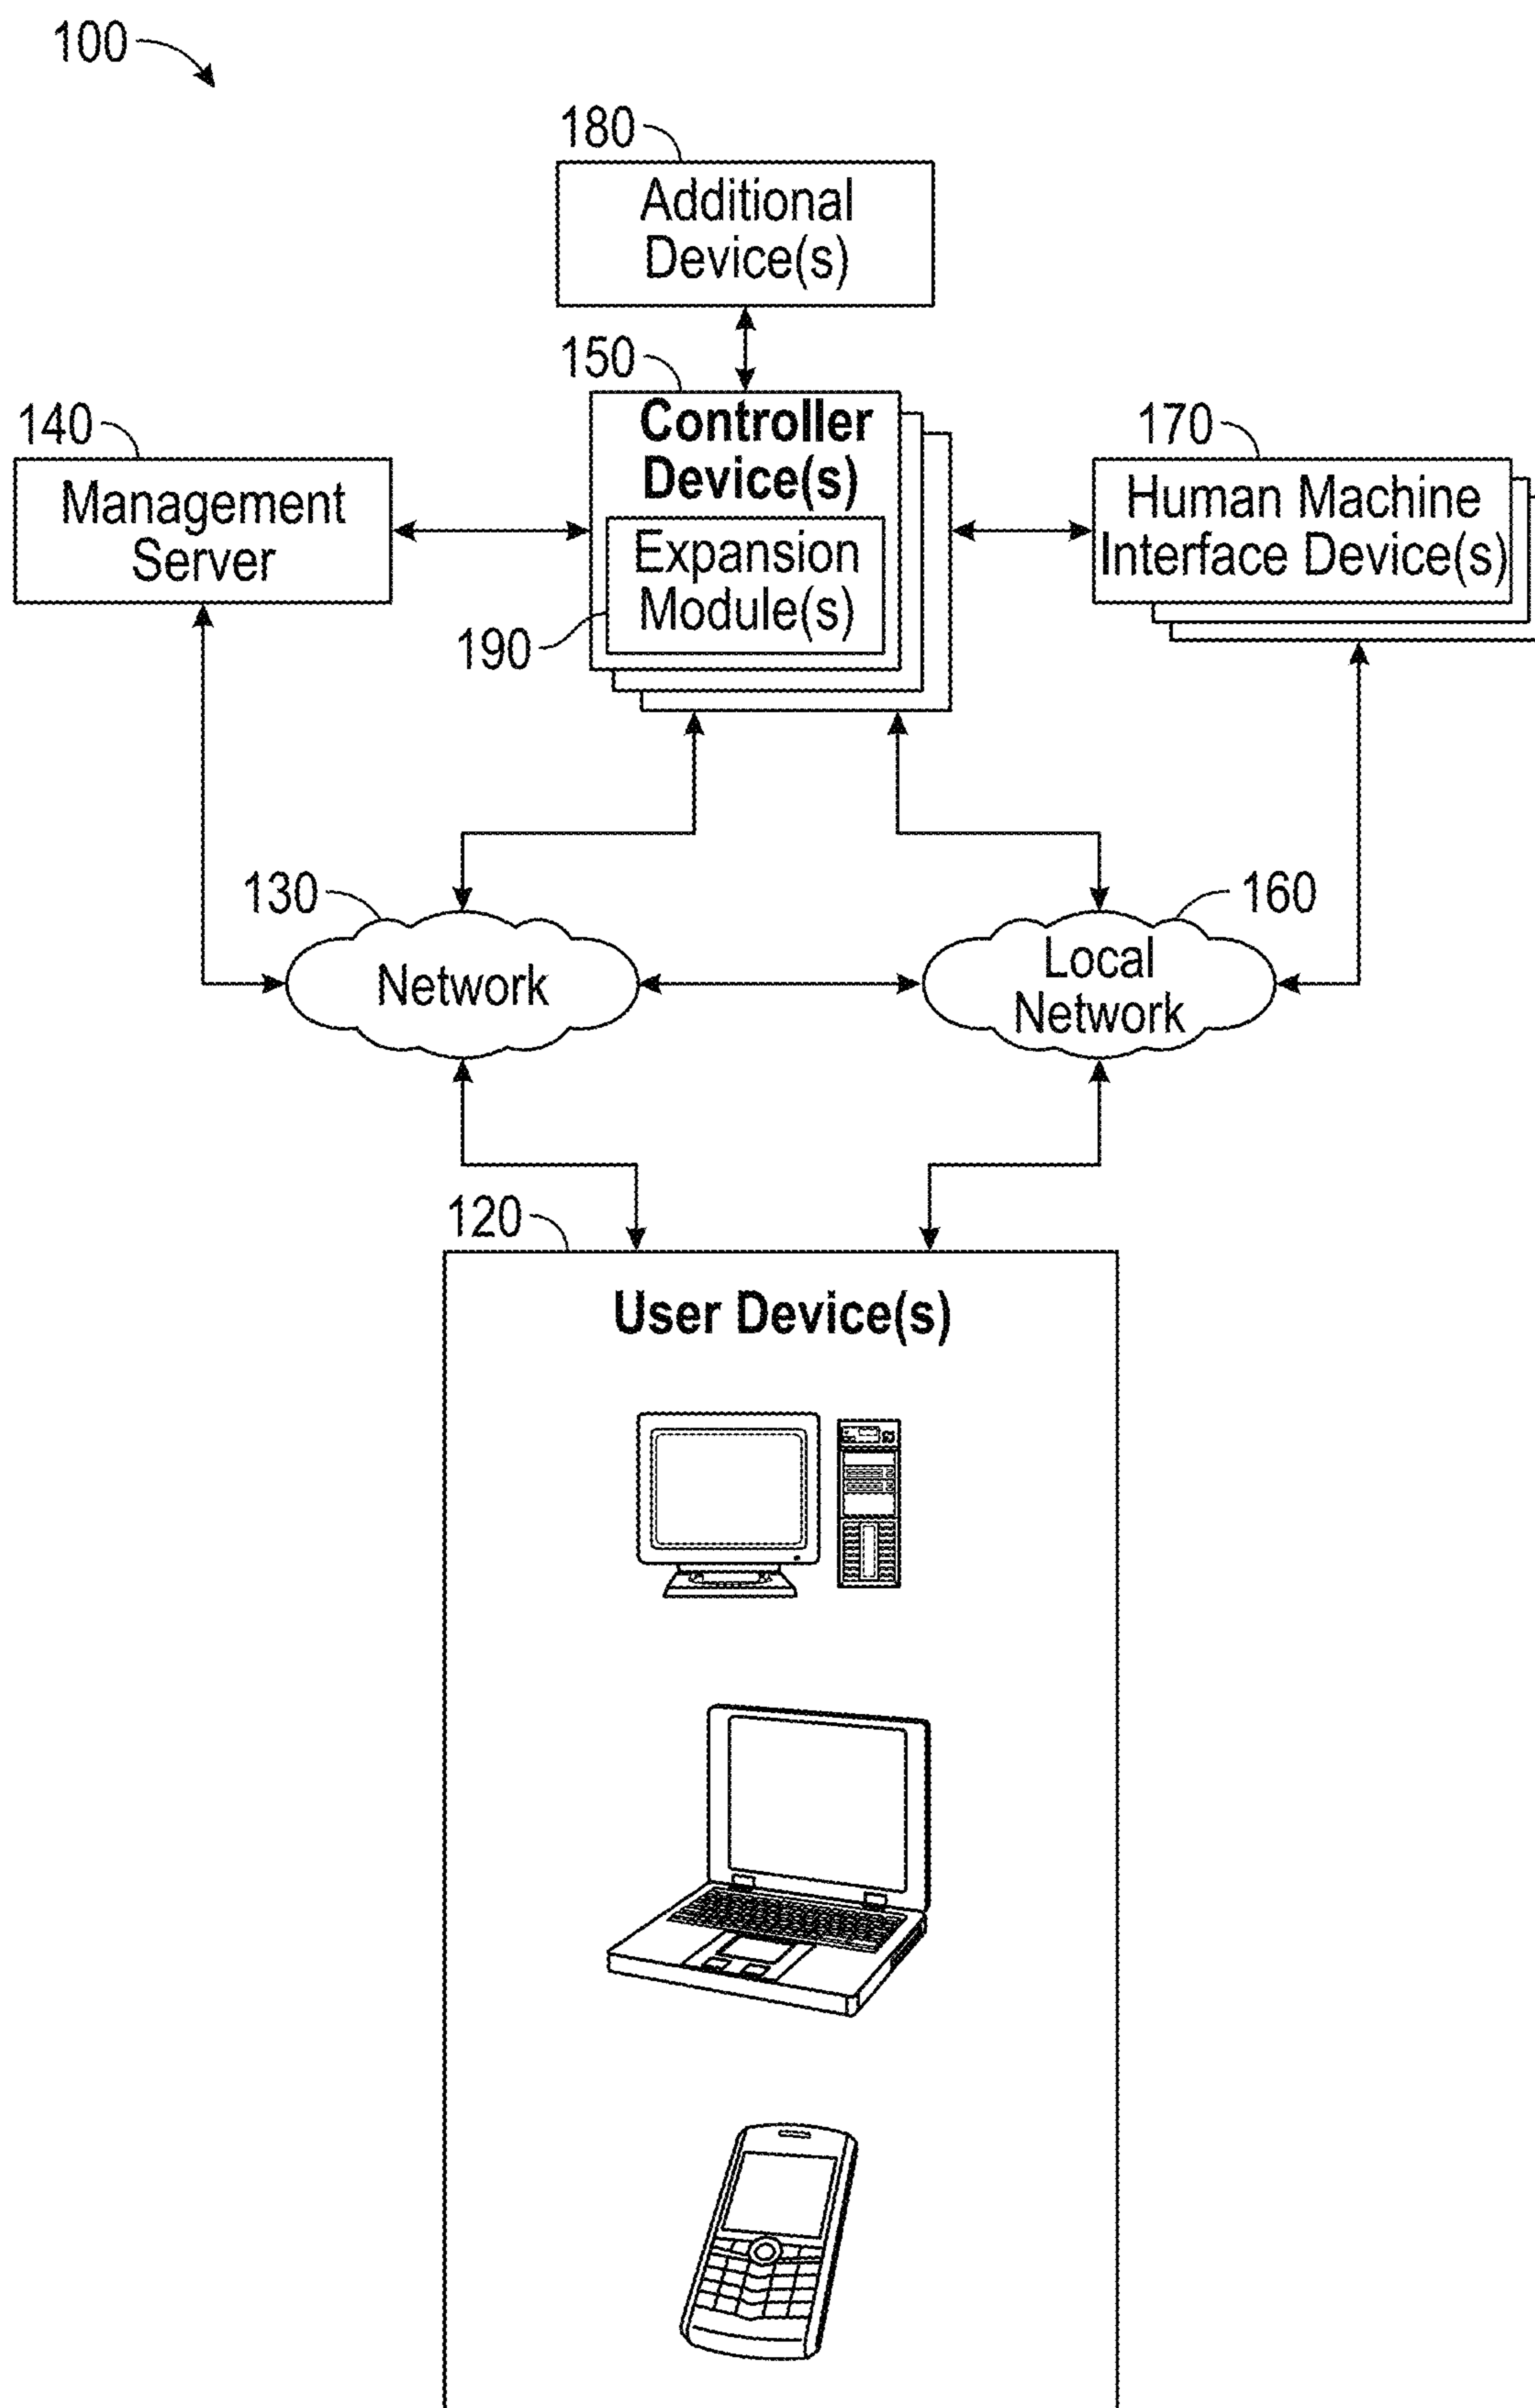 100
180
Additional
Device(s)
150
Controller
Device(s)
140
Management
Server
170
Human Machine
Interface Device(s)
Expansion
Module(s)
190
130
Network
160
Local
Network
120
User Device(s)